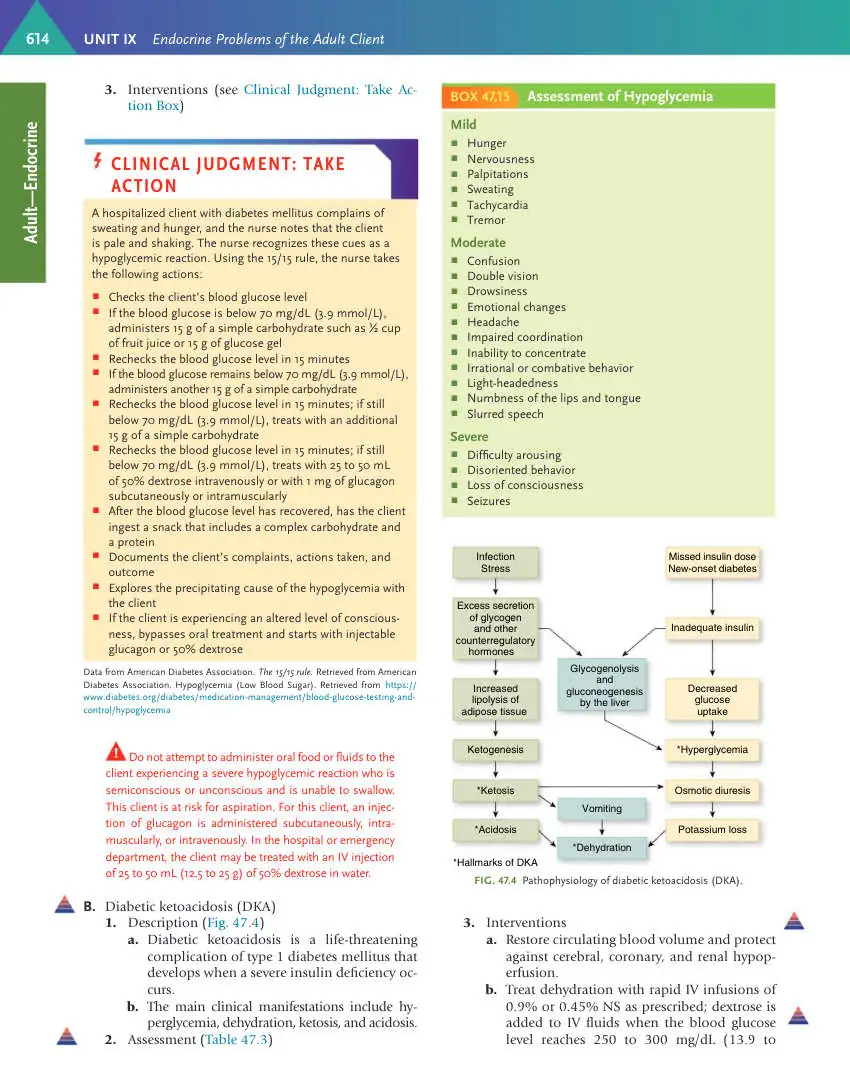 614 UNIT IX Endocrine Problems of the Adult Client
Adult—Endocrine
3. Interventions (see Clinical Judgment: Take Ac-
tion Box)
CLINICAL JUDGMENT: TAKE
ACTION
A hospitalized client with diabetes mellitus complains of
sweating and hunger, and the nurse notes that the client
is pale and shaking. The nurse recognizes these cues as a
hypoglycemic reaction. Using the 15/15 rule, the nurse takes
the following actions:
■ Checks the client's blood glucose level
■ If the blood glucose is below 70 mg/dL (3.9 mmol/L),
administers 15 g of a simple carbohydrate such as ½ cup
of fruit juice or 15 g of glucose gel
■ Rechecks the blood glucose level in 15 minutes
■ If the blood glucose remains below 70 mg/dL (3.9 mmol/L),
administers another 15 g of a simple carbohydrate
■ Rechecks the blood glucose level in 15 minutes; if still
below 70 mg/dL (3.9 mmol/L), treats with an additional
15 g of a simple carbohydrate
■ Rechecks the blood glucose level in 15 minutes; if still
below 70 mg/dL (3.9 mmol/L), treats with 25 to 50 mL
of 50% dextrose intravenously or with 1 mg of glucagon
subcutaneously or intramuscularly
■ After the blood glucose level has recovered, has the client
ingest a snack that includes a complex carbohydrate and
a protein
■ Documents the client's complaints, actions taken, and
outcome
■ Explores the precipitating cause of the hypoglycemia with
the client
■ If the client is experiencing an altered level of conscious-
ness, bypasses oral treatment and starts with injectable
glucagon or 50% dextrose
Data from American Diabetes Association. The 15/15 rule. Retrieved from American
Diabetes Association. Hypoglycemia (Low Blood Sugar). Retrieved from https://
www.diabetes.org/diabetes/medication-management/blood-glucose-testing-and-
control/hypoglycemia
Do not attempt to administer oral food or fluids to the
client experiencing a severe hypoglycemic reaction who is
semiconscious or unconscious and is unable to swallow.
This client is at risk for aspiration. For this client, an injec-
tion of glucagon is administered subcutaneously, intra-
muscularly, or intravenously. In the hospital or emergency
department, the client may be treated with an IV injection
of 25 to 50 mL (12.5 to 25 g) of 50% dextrose in water.
B. Diabetic ketoacidosis (DKA)
1. Description (Fig. 47.4)
a. Diabetic ketoacidosis is a life-threatening
complication of type 1 diabetes mellitus that
develops when a severe insulin deficiency oc-
curs.
b. The main clinical manifestations include hy-
perglycemia, dehydration, ketosis, and acidosis.
2. Assessment (Table 47.3)
BOX 47.15 Assessment of Hypoglycemia
Mild
■ Hunger
■ Nervousness
■ Palpitations
■ Sweating
■ Tachycardia
■ Tremor
Moderate
■ Confusion
■ Double vision
■ Drowsiness
■ Emotional changes
■ Headache
■ Impaired coordination
■ Inability to concentrate
■ Irrational or combative behavior
■ Light-headedness
■ Numbness of the lips and tongue
■ Slurred speech
Severe
■ Difficulty arousing
■ Disoriented behavior
■ Loss of consciousness
■ Seizures
Infection
Stress
Missed insulin dose
New-onset diabetes
Excess secretion
of glycogen
and other
counterregulatory
hormones
Inadequate insulin
Glycogenolysis
and
gluconeogenesis
by the liver
Increased
lipolysis of
adipose tissue
Decreased
glucose
uptake
Ketogenesis
*Hyperglycemia
*Ketosis
Osmotic diuresis
Vomiting
*Acidosis
Potassium loss
*Dehydration
*Hallmarks of DKA
FIG. 47.4 Pathophysiology of diabetic ketoacidosis (DKA).
3. Interventions
a. Restore circulating blood volume and protect
against cerebral, coronary, and renal hypop-
erfusion.
b. Treat dehydration with rapid IV infusions of
0.9% or 0.45% NS as prescribed; dextrose is
added to IV fluids when the blood glucose
level reaches 250 to 300 mg/dL (13.9 to